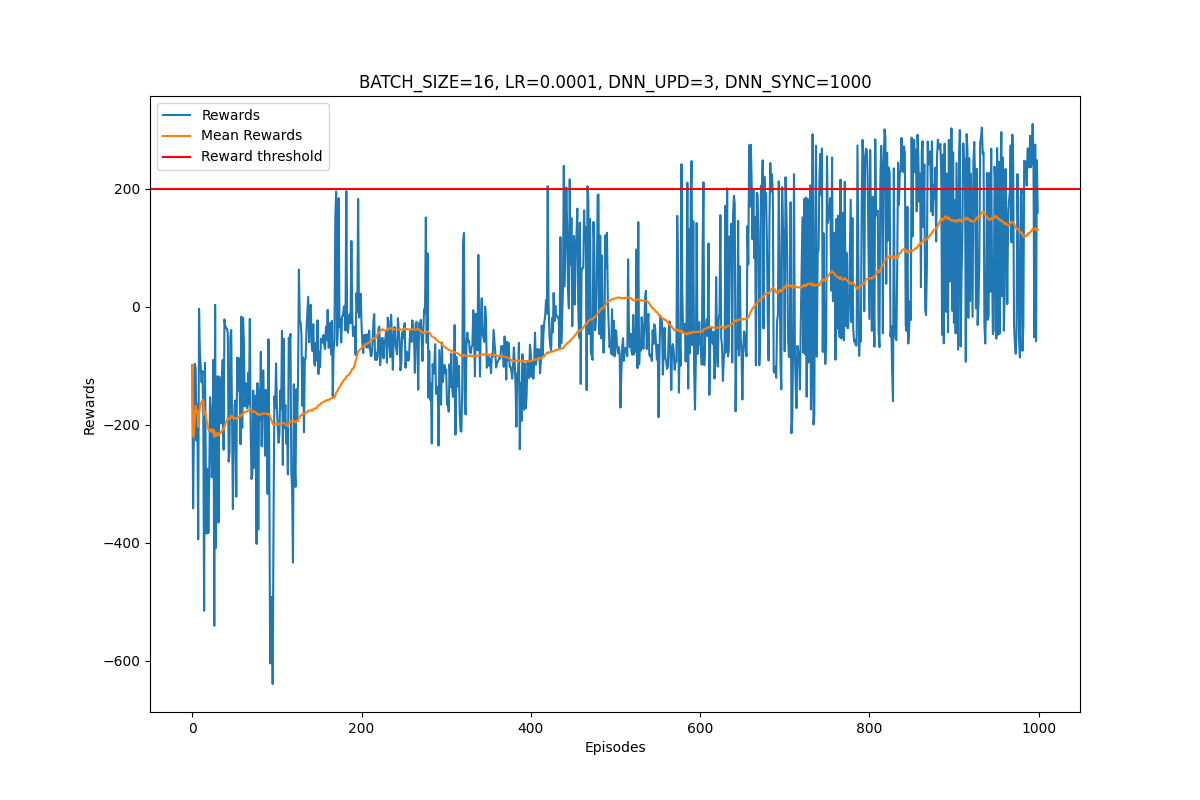 BATCH_SIZE=16, LR=0.0001, DNN_UPD=3, DNN_SYNC=1000
Rewards
Mean Rewards
Reward threshold
200
0
−200
−400
−600
Rewards
0
200
400
600
800
1000
Episodes